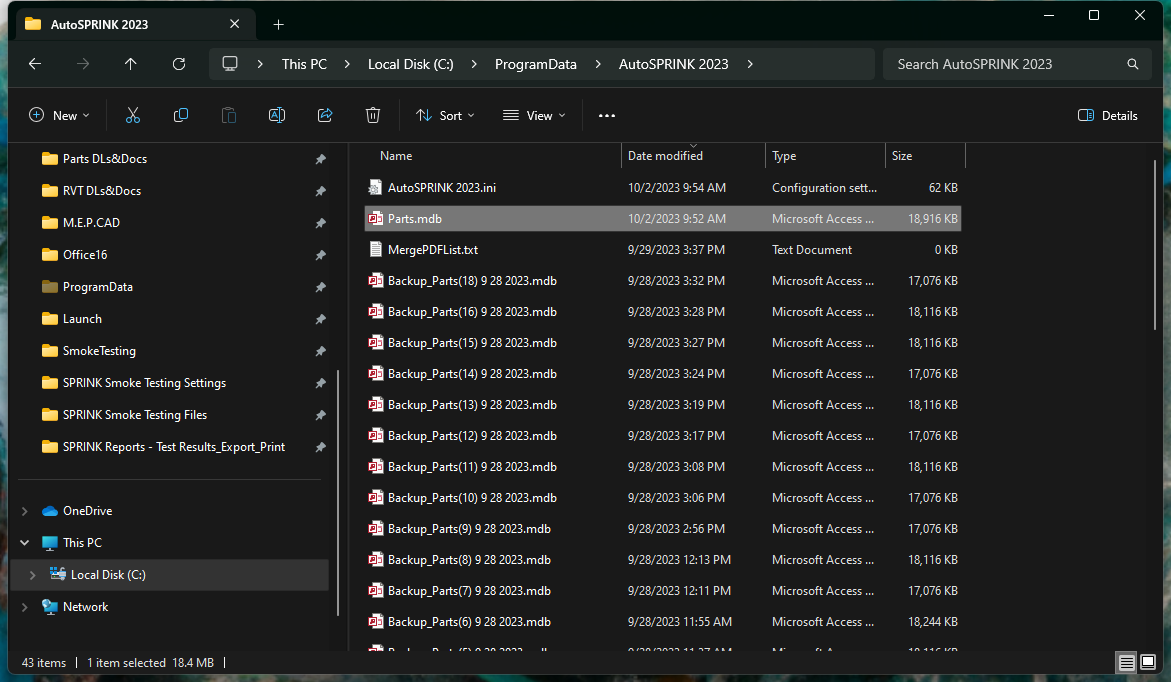 AutoSPRINK 2023
This PC > Local Disk (C:) > ProgramData > AutoSPRINK 2023 >
Search AutoSPRINK 2023
New
Sort
View
Details
Parts DLs&Docs
RVT DLs&Docs
M.E.P.CAD
Office16
ProgramData
Launch
SmokeTesting
SPRINK Smoke Testing Settings
SPRINK Smoke Testing Files
SPRINK Reports - Test Results_Export_Print
OneDrive
This PC
Local Disk (C:)
Network
Name Date modified Type Size
AutoSPRINK 2023.ini 10/2/2023 9:54 AM Configuration sett... 62 KB
Parts.mdb 10/2/2023 9:52 AM Microsoft Access ... 18,916 KB
MergePDFList.txt 9/29/2023 3:37 PM Text Document 0 KB
Backup_Parts(18) 9 28 2023.mdb 9/28/2023 3:32 PM Microsoft Access ... 17,076 KB
Backup_Parts(16) 9 28 2023.mdb 9/28/2023 3:28 PM Microsoft Access ... 18,116 KB
Backup_Parts(15) 9 28 2023.mdb 9/28/2023 3:27 PM Microsoft Access ... 18,116 KB
Backup_Parts(14) 9 28 2023.mdb 9/28/2023 3:24 PM Microsoft Access ... 17,076 KB
Backup_Parts(13) 9 28 2023.mdb 9/28/2023 3:19 PM Microsoft Access ... 18,116 KB
Backup_Parts(12) 9 28 2023.mdb 9/28/2023 3:17 PM Microsoft Access ... 17,076 KB
Backup_Parts(11) 9 28 2023.mdb 9/28/2023 3:08 PM Microsoft Access ... 18,116 KB
Backup_Parts(10) 9 28 2023.mdb 9/28/2023 3:06 PM Microsoft Access ... 17,076 KB
Backup_Parts(9) 9 28 2023.mdb 9/28/2023 2:56 PM Microsoft Access ... 17,076 KB
Backup_Parts(8) 9 28 2023.mdb 9/28/2023 12:13 PM Microsoft Access ... 18,116 KB
Backup_Parts(7) 9 28 2023.mdb 9/28/2023 12:11 PM Microsoft Access ... 17,076 KB
Backup_Parts(6) 9 28 2023.mdb 9/28/2023 11:55 AM Microsoft Access ... 18,244 KB
43 items | 1 item selected 18.4 MB |